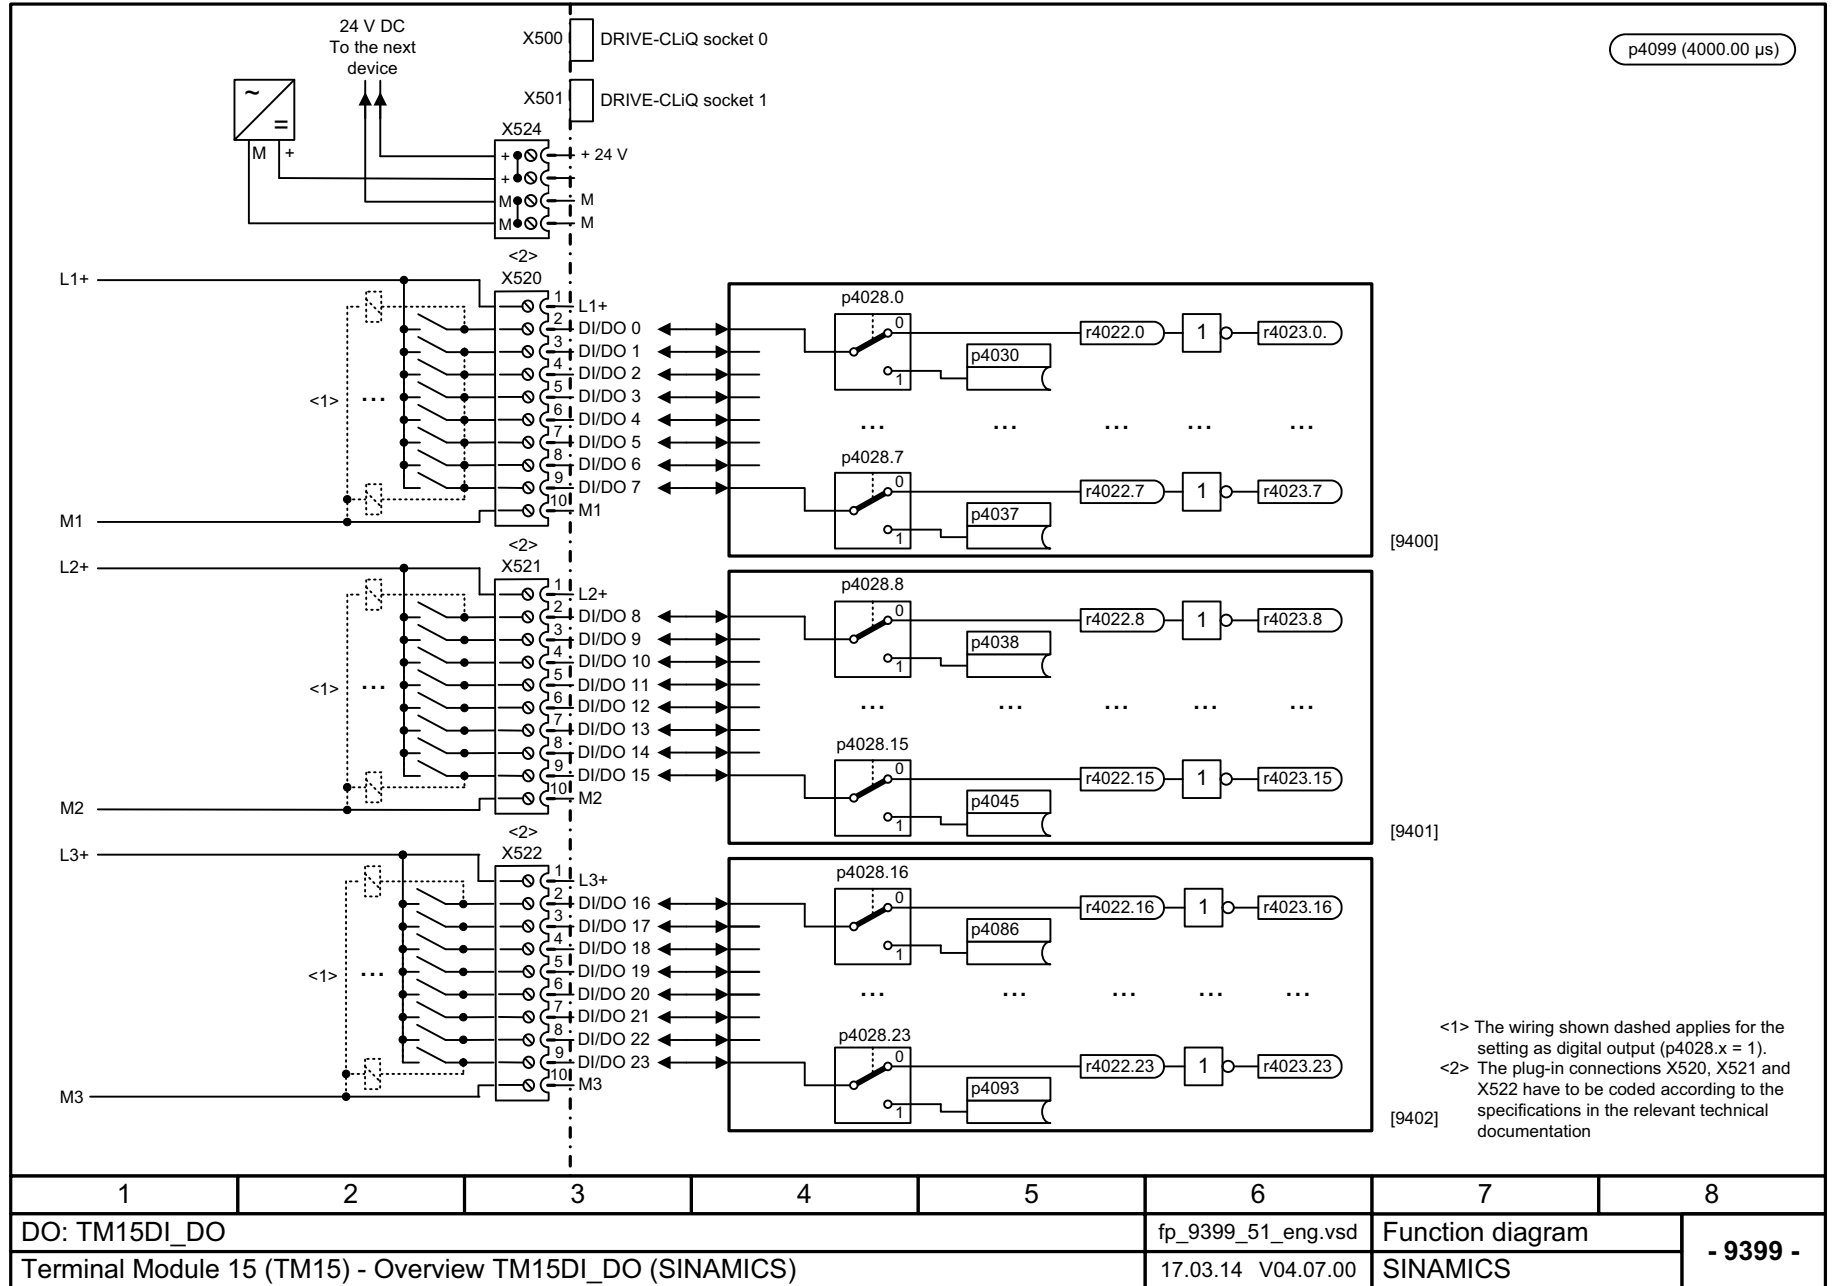 24 V DC
To the next
device
X500
DRIVE-CLiQ socket 0
X501
DRIVE-CLiQ socket 1
p4099 (4000.00 µs)
~
=
M +
X524
+ + 24 V
+
M M
M M
<2>
X520
L1+
1 L1+
2 DI/DO 0
3 DI/DO 1
4 DI/DO 2
5 DI/DO 3
6 DI/DO 4
7 DI/DO 5
8 DI/DO 6
9 DI/DO 7
10 M1
<1> ...
M1
p4028.0
0
1
p4030
r4022.0
1
r4023.0.
... ... ... ... ...
p4028.7
0
1
p4037
r4022.7
1
r4023.7
[9400]
<2>
X521
L2+
1 L2+
2 DI/DO 8
3 DI/DO 9
4 DI/DO 10
5 DI/DO 11
6 DI/DO 12
7 DI/DO 13
8 DI/DO 14
9 DI/DO 15
10 M2
<1> ...
M2
p4028.8
0
1
p4038
r4022.8
1
r4023.8
... ... ... ... ...
p4028.15
0
1
p4045
r4022.15
1
r4023.15
[9401]
<2>
X522
L3+
1 L3+
2 DI/DO 16
3 DI/DO 17
4 DI/DO 18
5 DI/DO 19
6 DI/DO 20
7 DI/DO 21
8 DI/DO 22
9 DI/DO 23
10 M3
<1> ...
M3
p4028.16
0
1
p4086
r4022.16
1
r4023.16
... ... ... ... ...
p4028.23
0
1
p4093
r4022.23
1
r4023.23
[9402]
<1> The wiring shown dashed applies for the
setting as digital output (p4028.x = 1).
<2> The plug-in connections X520, X521 and
X522 have to be coded according to the
specifications in the relevant technical
documentation
1 2 3 4 5 6 7 8
DO: TM15DI_DO
fp_9399_51_eng.vsd
Function diagram
- 9399 -
Terminal Module 15 (TM15) - Overview TM15DI_DO (SINAMICS)
17.03.14 V04.07.00
SINAMICS